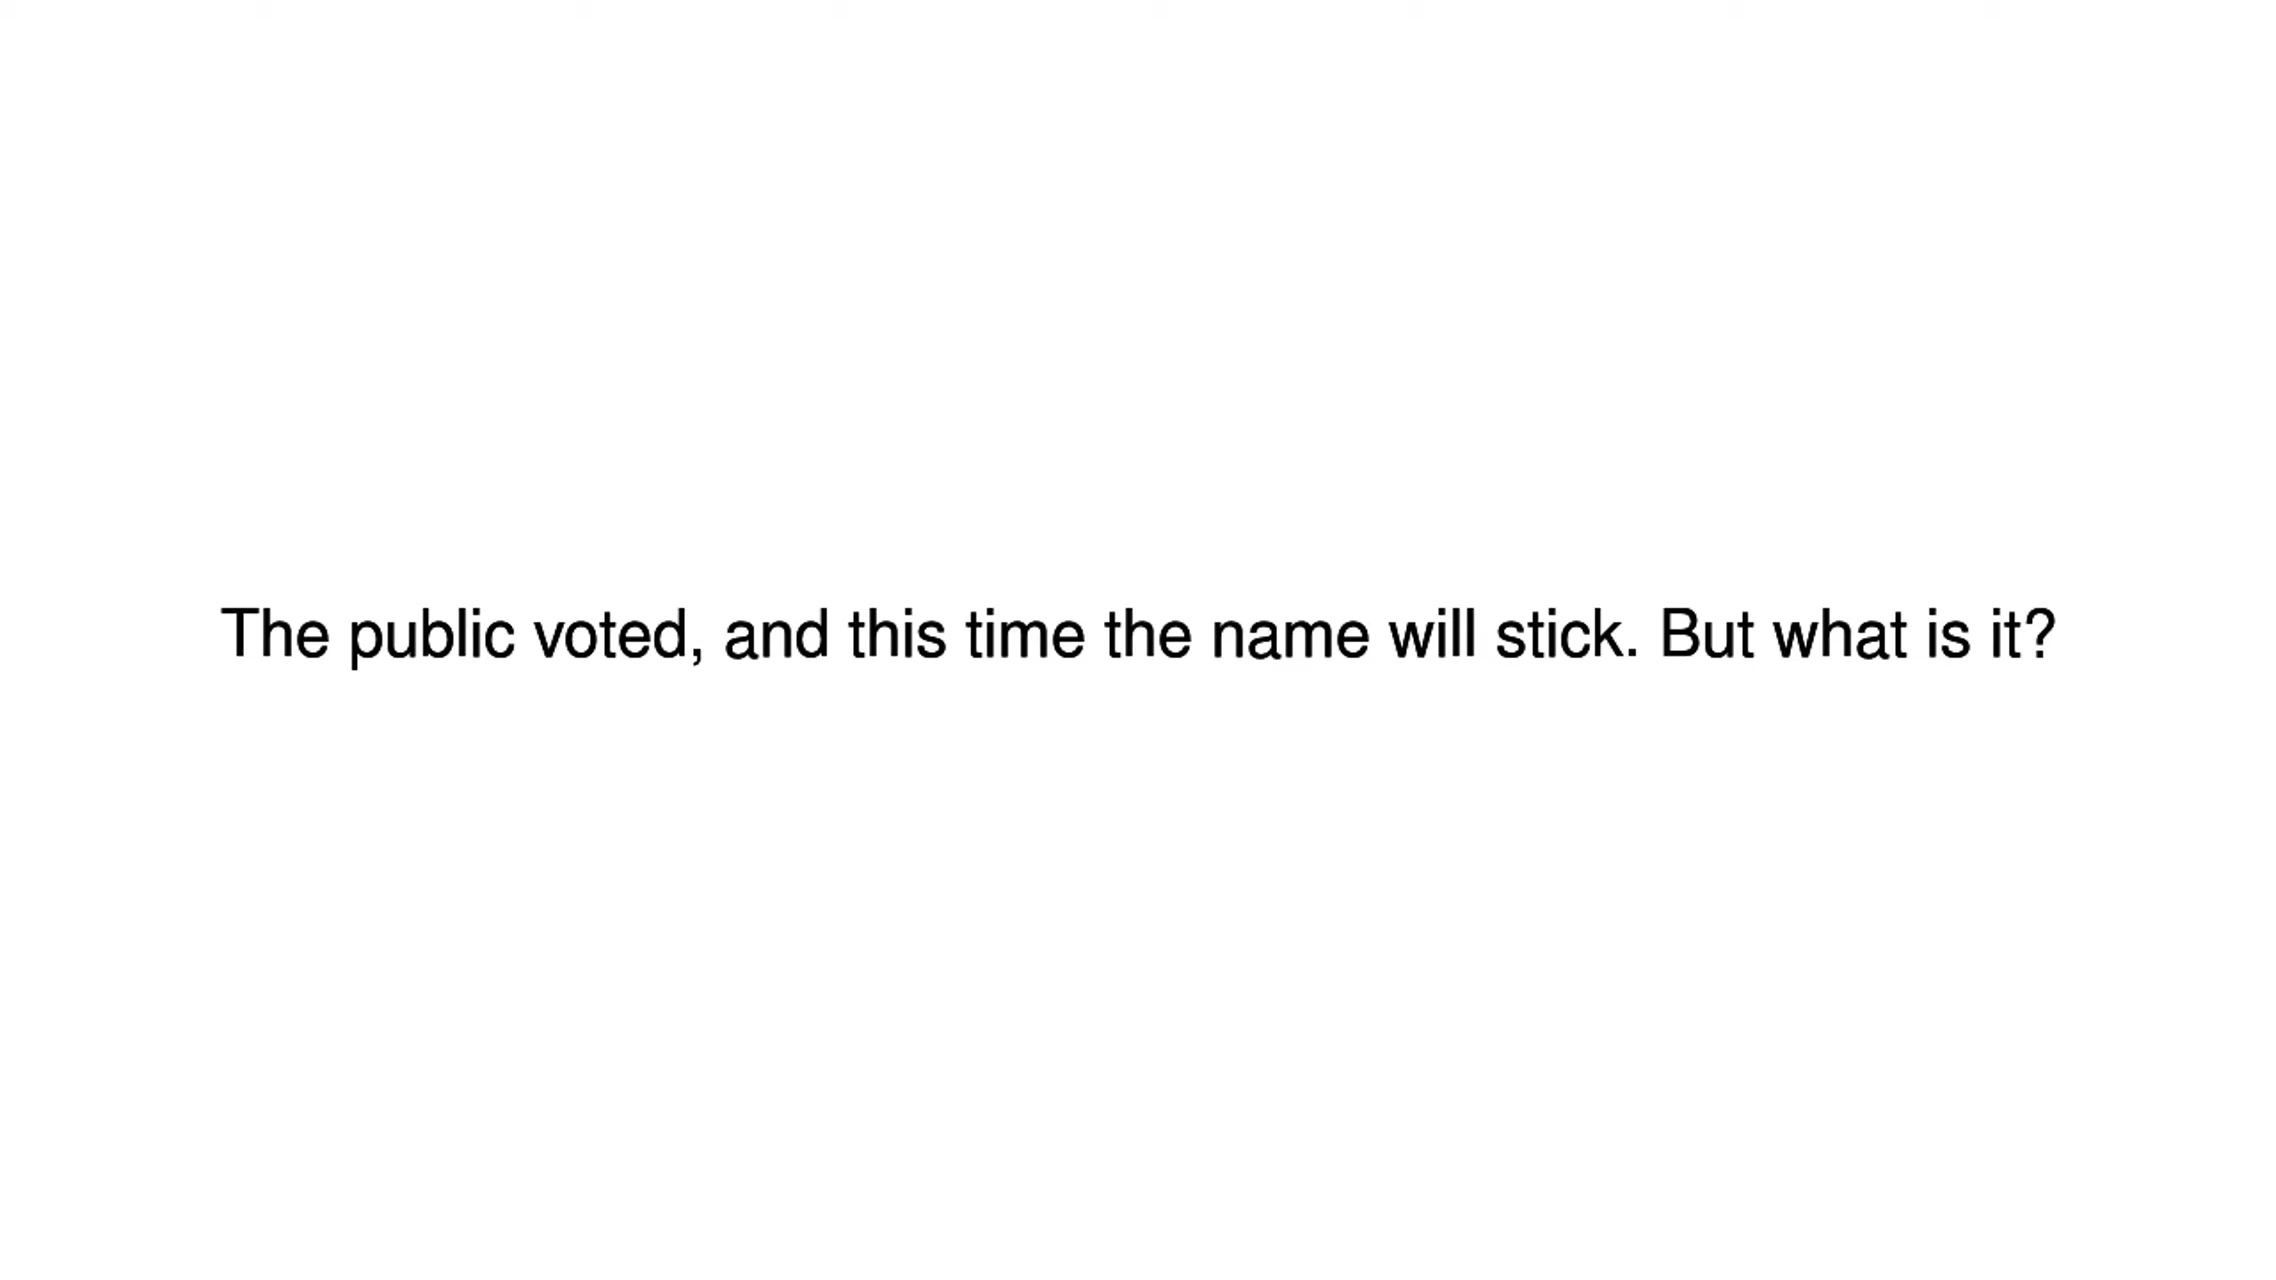 The public voted, and this time the name will stick. But what is it?